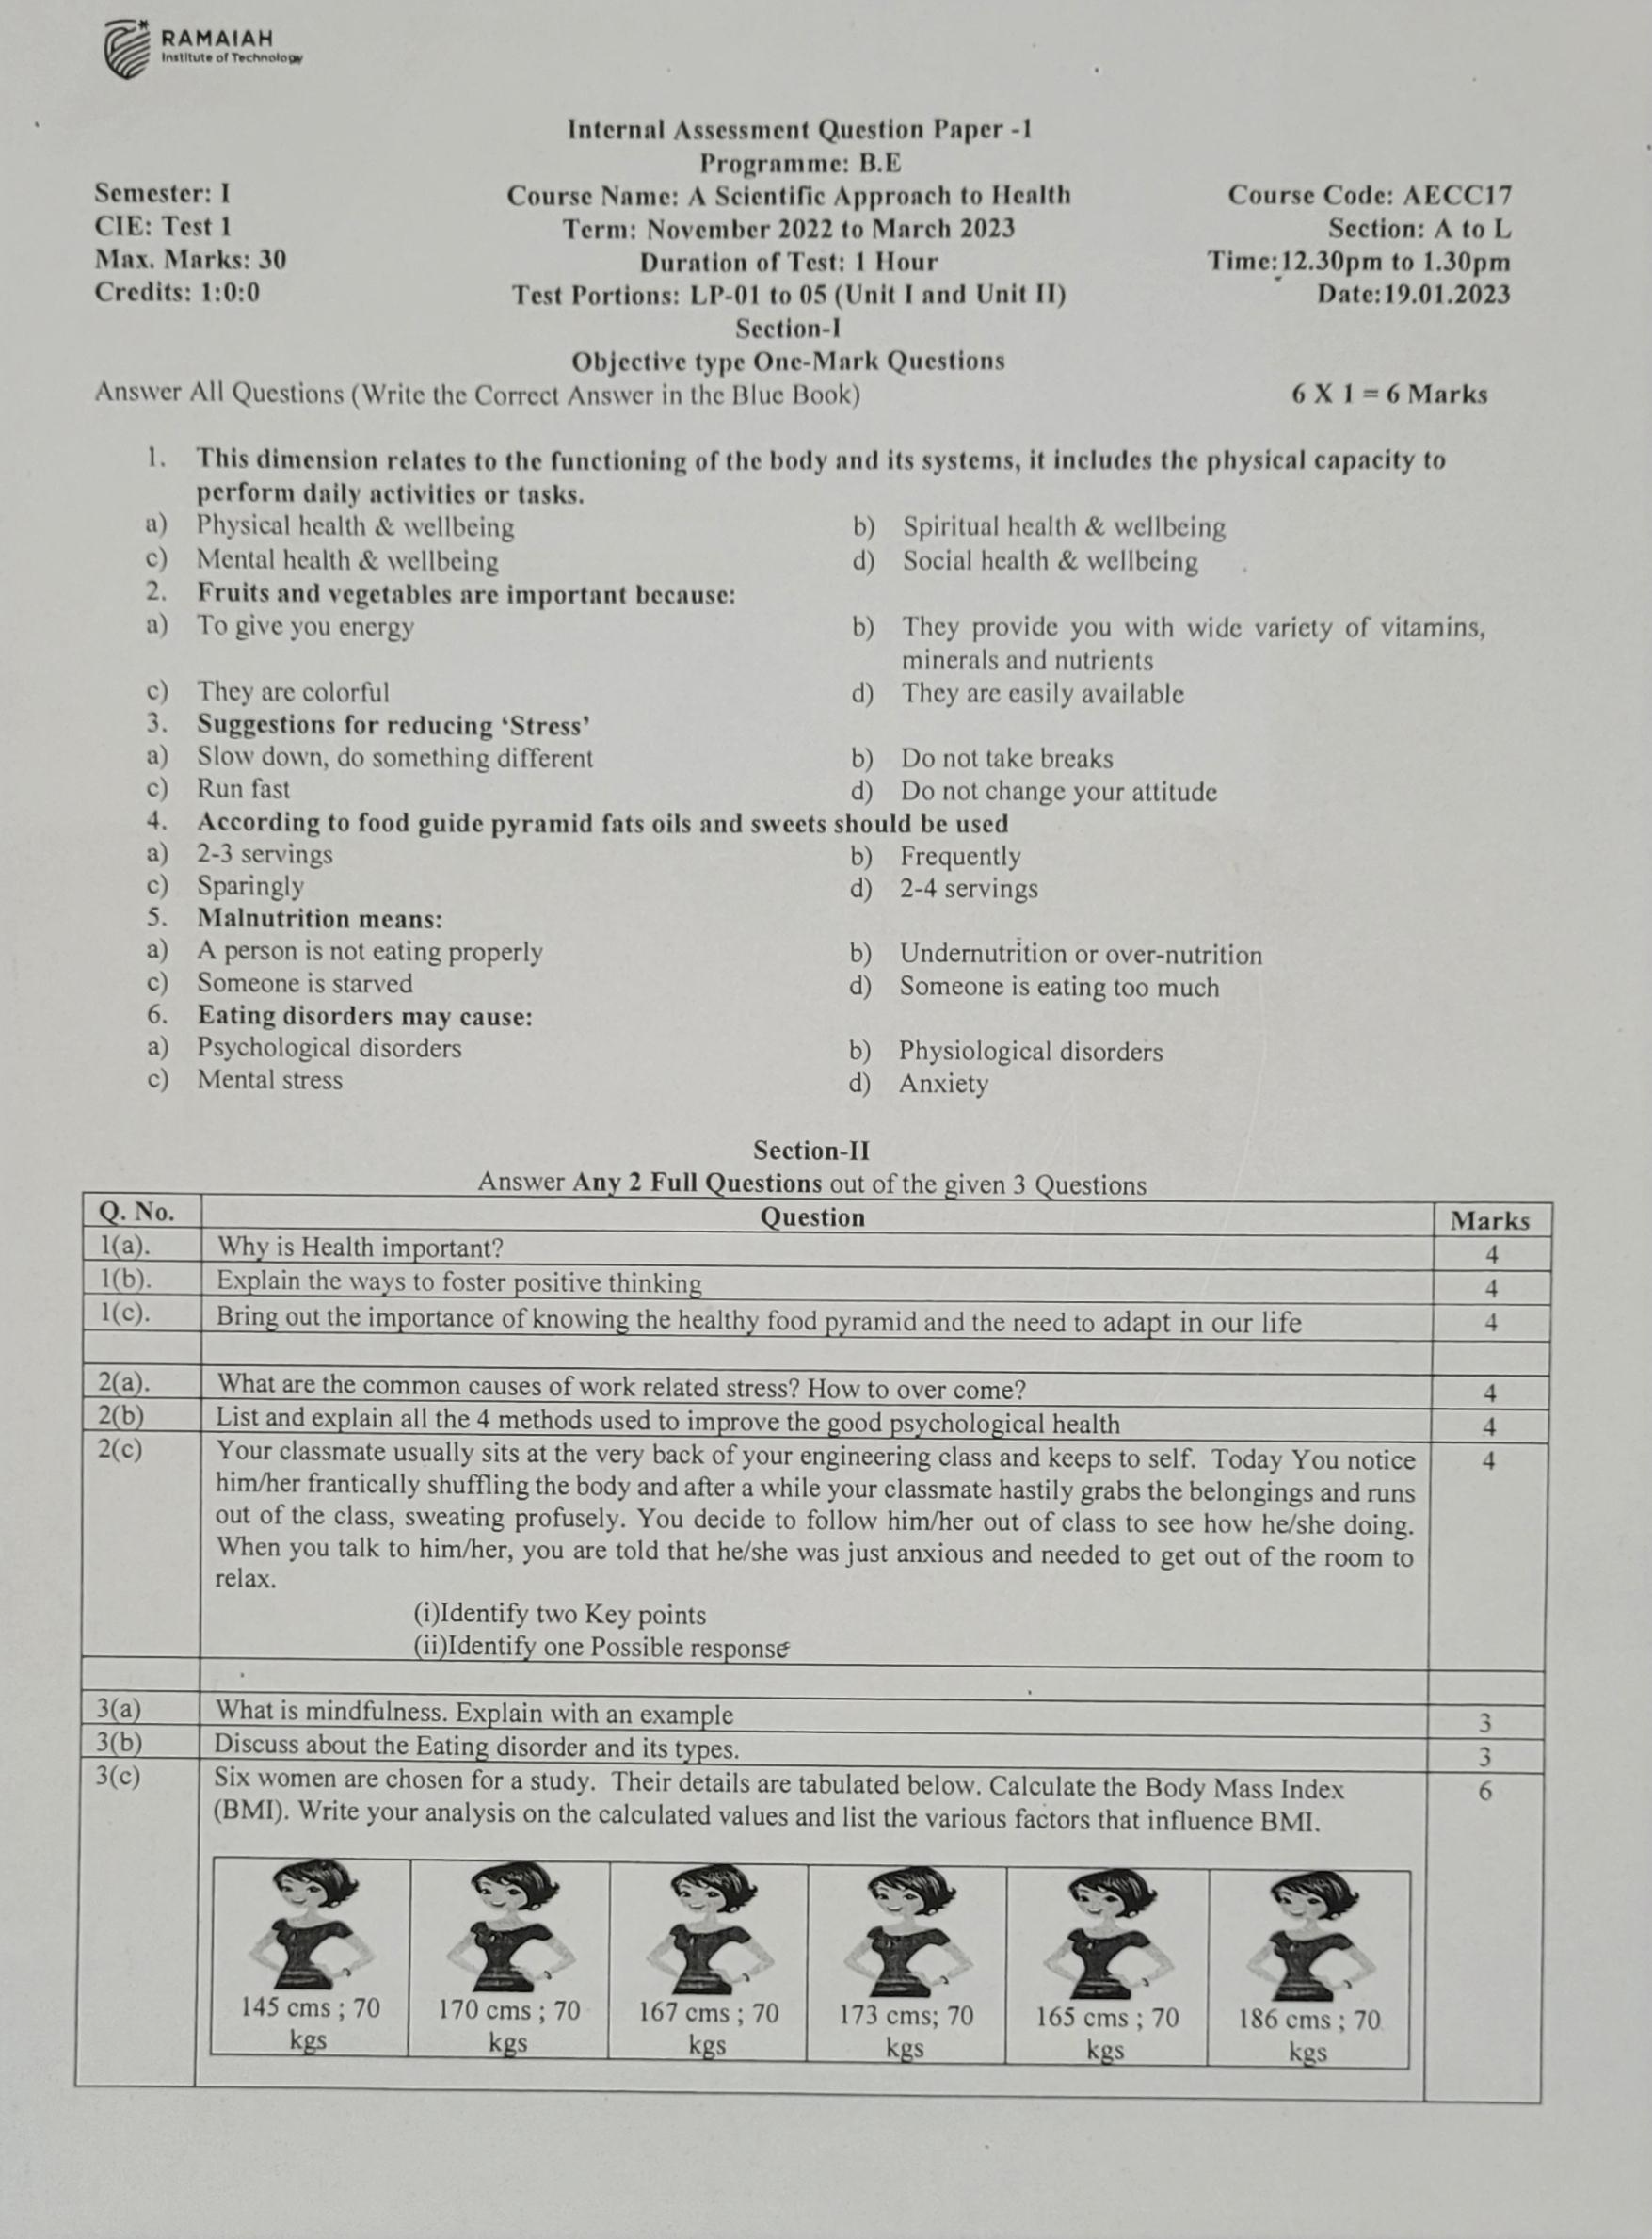 RAMAIAH
Institute of Technology
Internal Assessment Question Paper -1
Programme: B.E
Semester: I Course Name: A Scientific Approach to Health Course Code: AECC17
CIE: Test 1 Term: November 2022 to March 2023 Section: A to L
Max. Marks: 30 Duration of Test: 1 Hour Time:12.30pm to 1.30pm
Credits: 1:0:0 Test Portions: LP-01 to 05 (Unit I and Unit II) Date:19.01.2023
Section-I
Objective type One-Mark Questions
Answer All Questions (Write the Correct Answer in the Blue Book) 6 X 1 = 6 Marks
1. This dimension relates to the functioning of the body and its systems, it includes the physical capacity to
perform daily activities or tasks.
a) Physical health & wellbeing b) Spiritual health & wellbeing
c) Mental health & wellbeing d) Social health & wellbeing
2. Fruits and vegetables are important because:
a) To give you energy b) They provide you with wide variety of vitamins,
minerals and nutrients
c) They are colorful d) They are easily available
3. Suggestions for reducing ‘Stress’
a) Slow down, do something different b) Do not take breaks
c) Run fast d) Do not change your attitude
4. According to food guide pyramid fats oils and sweets should be used
a) 2-3 servings b) Frequently
c) Sparingly d) 2-4 servings
5. Malnutrition means:
a) A person is not eating properly b) Undernutrition or over-nutrition
c) Someone is starved d) Someone is eating too much
6. Eating disorders may cause:
a) Psychological disorders b) Physiological disorders
c) Mental stress d) Anxiety
Section-II
Answer Any 2 Full Questions out of the given 3 Questions
Q. No. Question Marks
1(a). Why is Health important? 4
1(b). Explain the ways to foster positive thinking 4
1(c). Bring out the importance of knowing the healthy food pyramid and the need to adapt in our life 4
2(a). What are the common causes of work related stress? How to over come? 4
2(b) List and explain all the 4 methods used to improve the good psychological health 4
2(c) Your classmate usually sits at the very back of your engineering class and keeps to self. Today You notice 4
him/her frantically shuffling the body and after a while your classmate hastily grabs the belongings and runs
out of the class, sweating profusely. You decide to follow him/her out of class to see how he/she doing.
When you talk to him/her, you are told that he/she was just anxious and needed to get out of the room to
relax.
(i)Identify two Key points
(ii)Identify one Possible response
3(a) What is mindfulness. Explain with an example 3
3(b) Discuss about the Eating disorder and its types. 3
3(c) Six women are chosen for a study. Their details are tabulated below. Calculate the Body Mass Index 6
(BMI). Write your analysis on the calculated values and list the various factors that influence BMI.
145 cms ; 70 170 cms ; 70 167 cms ; 70 173 cms; 70 165 cms ; 70 186 cms ; 70
kgs kgs kgs kgs kgs kgs